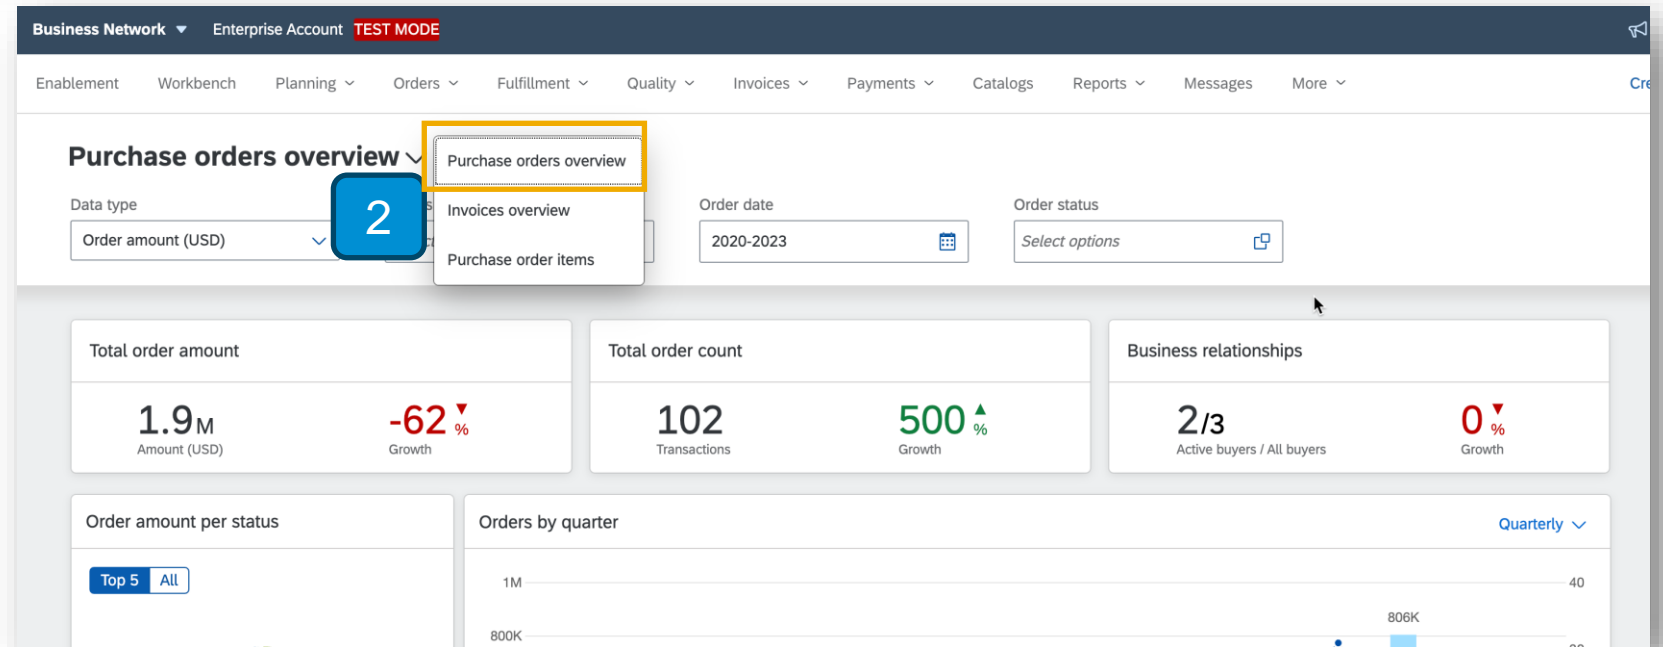 Business Network Enterprise Account TEST MODE
Enablement Workbench Planning Orders Fulfillment Quality Invoices Payments Catalogs Reports Messages More
Purchase orders overview
Purchase orders overview
Invoices overview
Purchase order items
2
Data type
Order amount (USD)
Order date
2020-2023
Order status
Select options
Total order amount
1.9 M
Amount (USD)
-62 %
Growth
Total order count
102
Transactions
500 %
Growth
Business relationships
2/3
Active buyers / All buyers
0 %
Growth
Order amount per status
Top 5 All
Orders by quarter
Quarterly
1M 40
806K
800K